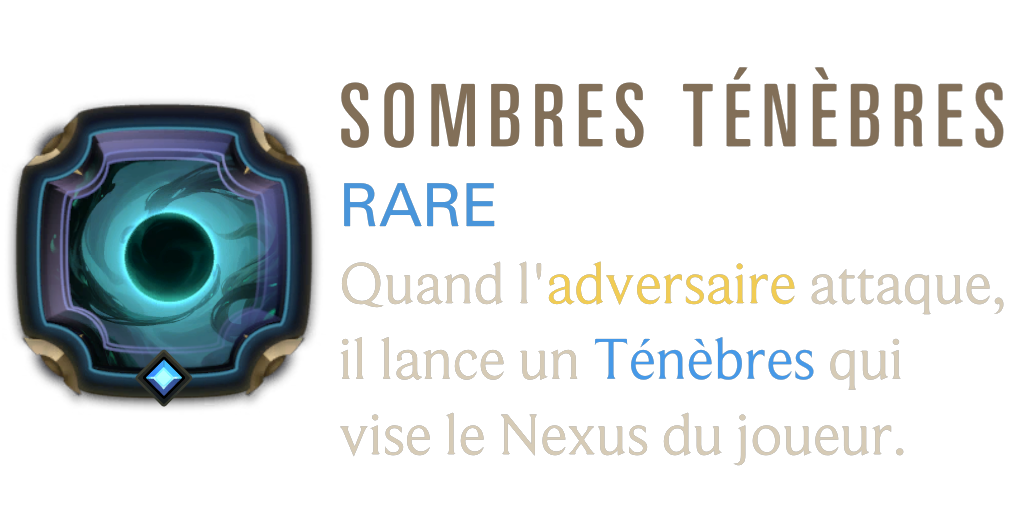 SOMBRES TÉNÈBRES
RARE
Quand l'adversaire attaque,
il lance un Ténèbres qui
vise le Nexus du joueur.